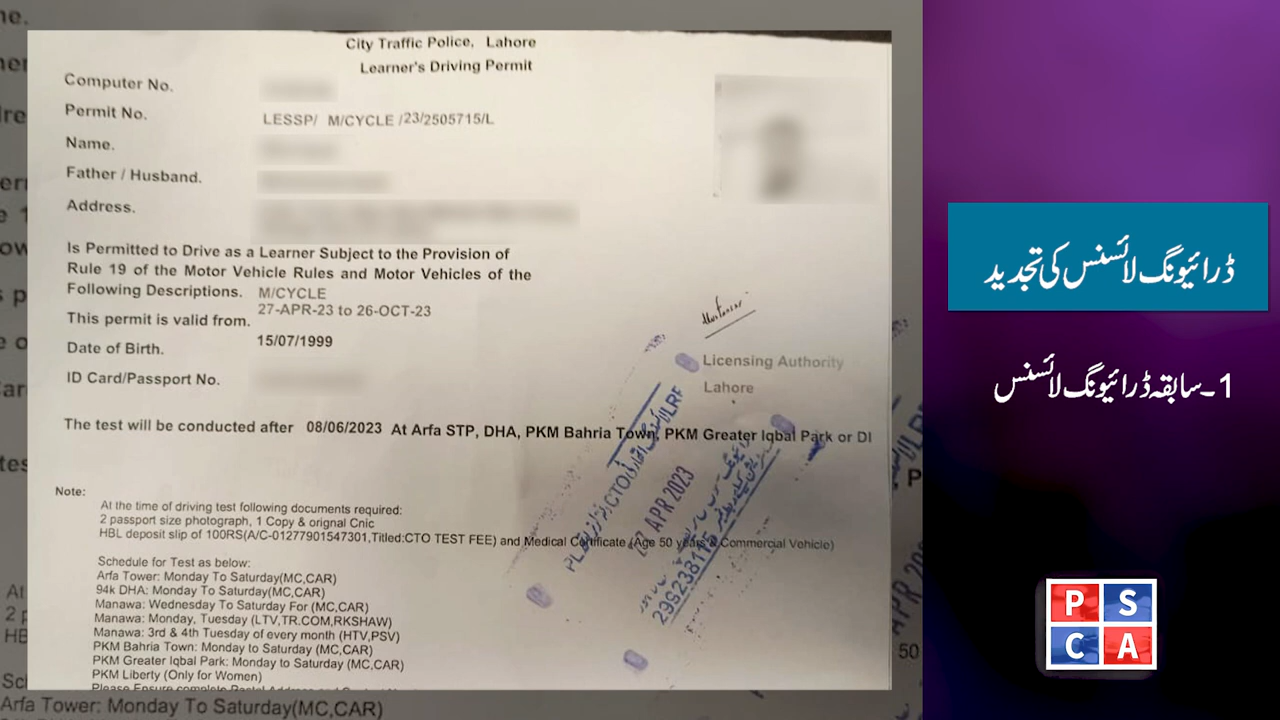 City Traffic Police, Lahore
Learner's Driving Permit
Computer No.
Permit No. LESSP/ M/CYCLE /23/2505715/L
Name.
Father / Husband.
Address.
Is Permitted to Drive as a Learner Subject to the Provision of
Rule 19 of the Motor Vehicle Rules and Motor Vehicles of the
Following Descriptions. M/CYCLE
This permit is valid from. 27-APR-23 to 26-OCT-23
Date of Birth. 15/07/1999
ID Card/Passport No.
Licensing Authority
Lahore
The test will be conducted after 08/06/2023 At Arfa STP, DHA, PKM Bahria Town, PKM Greater Iqbal Park or DI
Note:
At the time of driving test following documents required:
2 passport size photograph, 1 Copy & orignal Cnic
HBL deposit slip of 100RS(A/C-01277901547301,Titled:CTO TEST FEE) and Medical Certificate (Age 50 years & Commercial Vehicle)
Schedule for Test as below:
Arfa Tower: Monday To Saturday(MC,CAR)
94k DHA: Monday To Saturday(MC,CAR)
Manawa: Wednesday To Saturday For (MC,CAR)
Manawa: Monday, Tuesday (LTV,TR.COM,RKSHAW)
Manawa: 3rd & 4th Tuesday of every month (HTV,PSV)
PKM Bahria Town: Monday to Saturday (MC,CAR)
PKM Greater Iqbal Park: Monday to Saturday (MC,CAR)
PKM Liberty (Only for Women)
27 APR 2023
ڈرائیونگ لائسنس کی تجدید
1۔سابقہ ڈرائیونگ لائسنس
P S
C A
Arfa Tower: Monday To Saturday(MC,CAR)